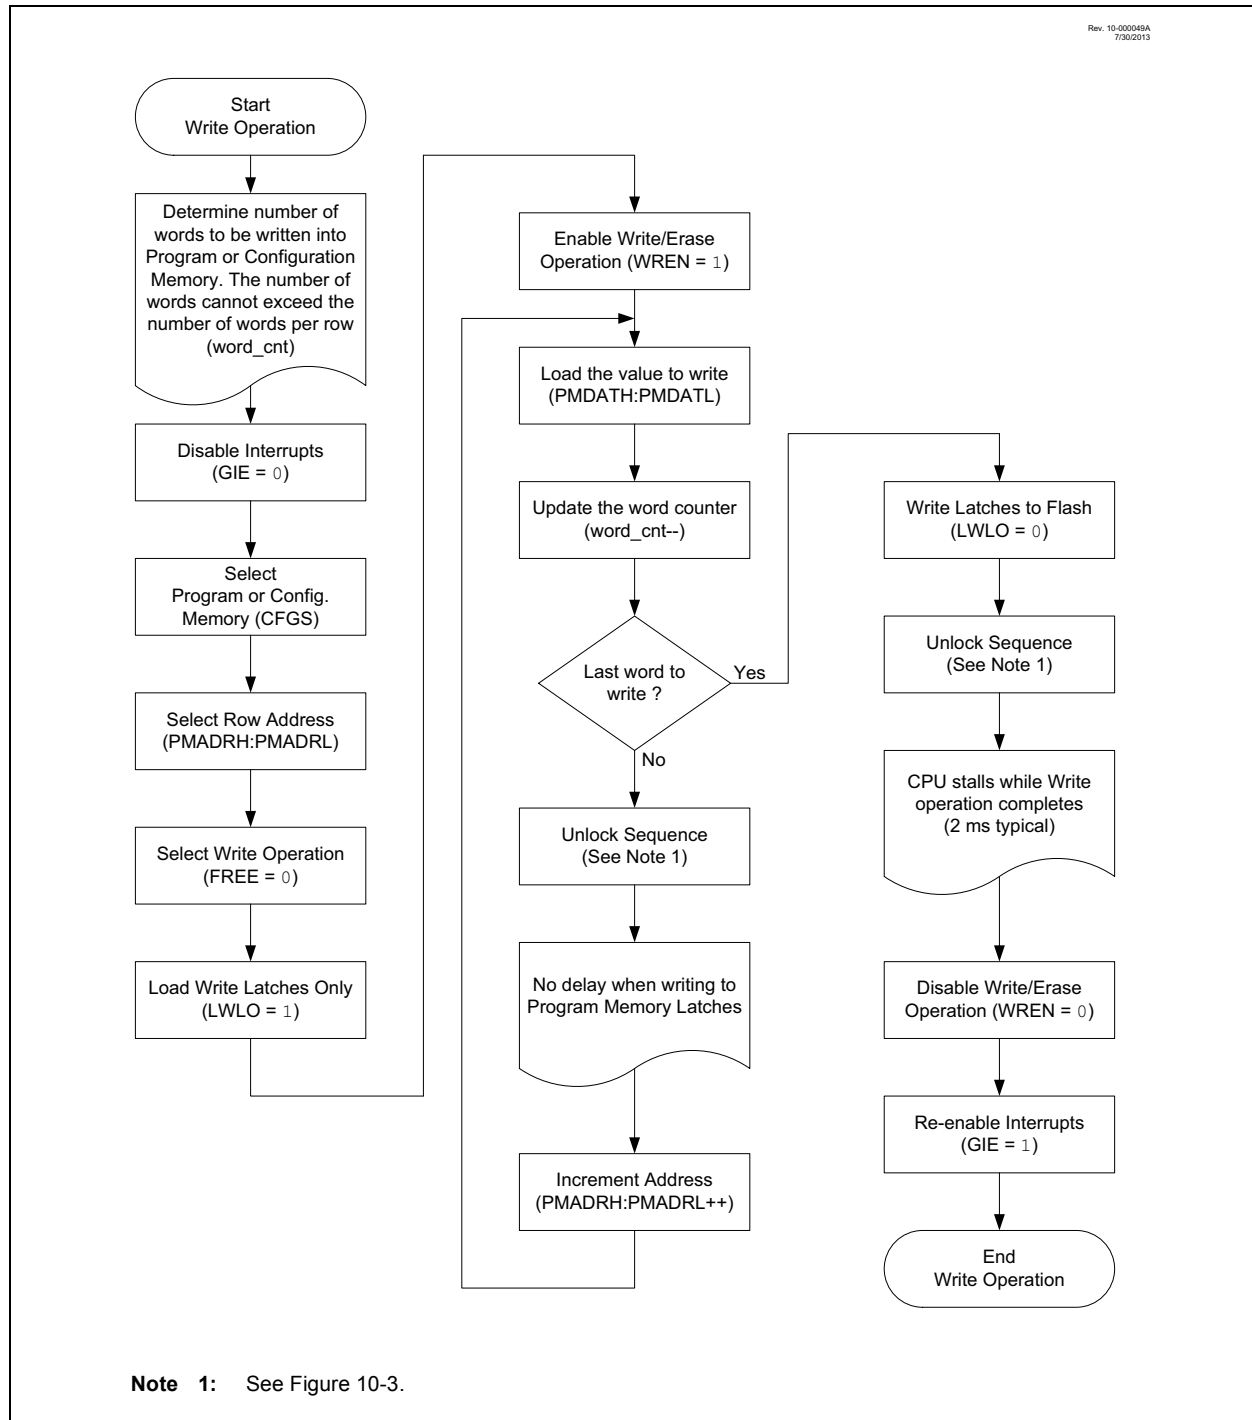 Rev. 10-000049A
7/30/2013
Start
Write Operation
Determine number of
words to be written into
Program or Configuration
Memory. The number of
words cannot exceed the
number of words per row
(word_cnt)
Disable Interrupts
(GIE = 0)
Select
Program or Config.
Memory (CFGS)
Select Row Address
(PMADRH:PMADRL)
Select Write Operation
(FREE = 0)
Load Write Latches Only
(LWLO = 1)
Enable Write/Erase
Operation (WREN = 1)
Load the value to write
(PMDATH:PMDATL)
Update the word counter
(word_cnt--)
Last word to
write ?
Yes
No
Unlock Sequence
(See Note 1)
No delay when writing to
Program Memory Latches
Increment Address
(PMADRH:PMADRL++)
Write Latches to Flash
(LWLO = 0)
Unlock Sequence
(See Note 1)
CPU stalls while Write
operation completes
(2 ms typical)
Disable Write/Erase
Operation (WREN = 0)
Re-enable Interrupts
(GIE = 1)
End
Write Operation
Note 1: See Figure 10-3.